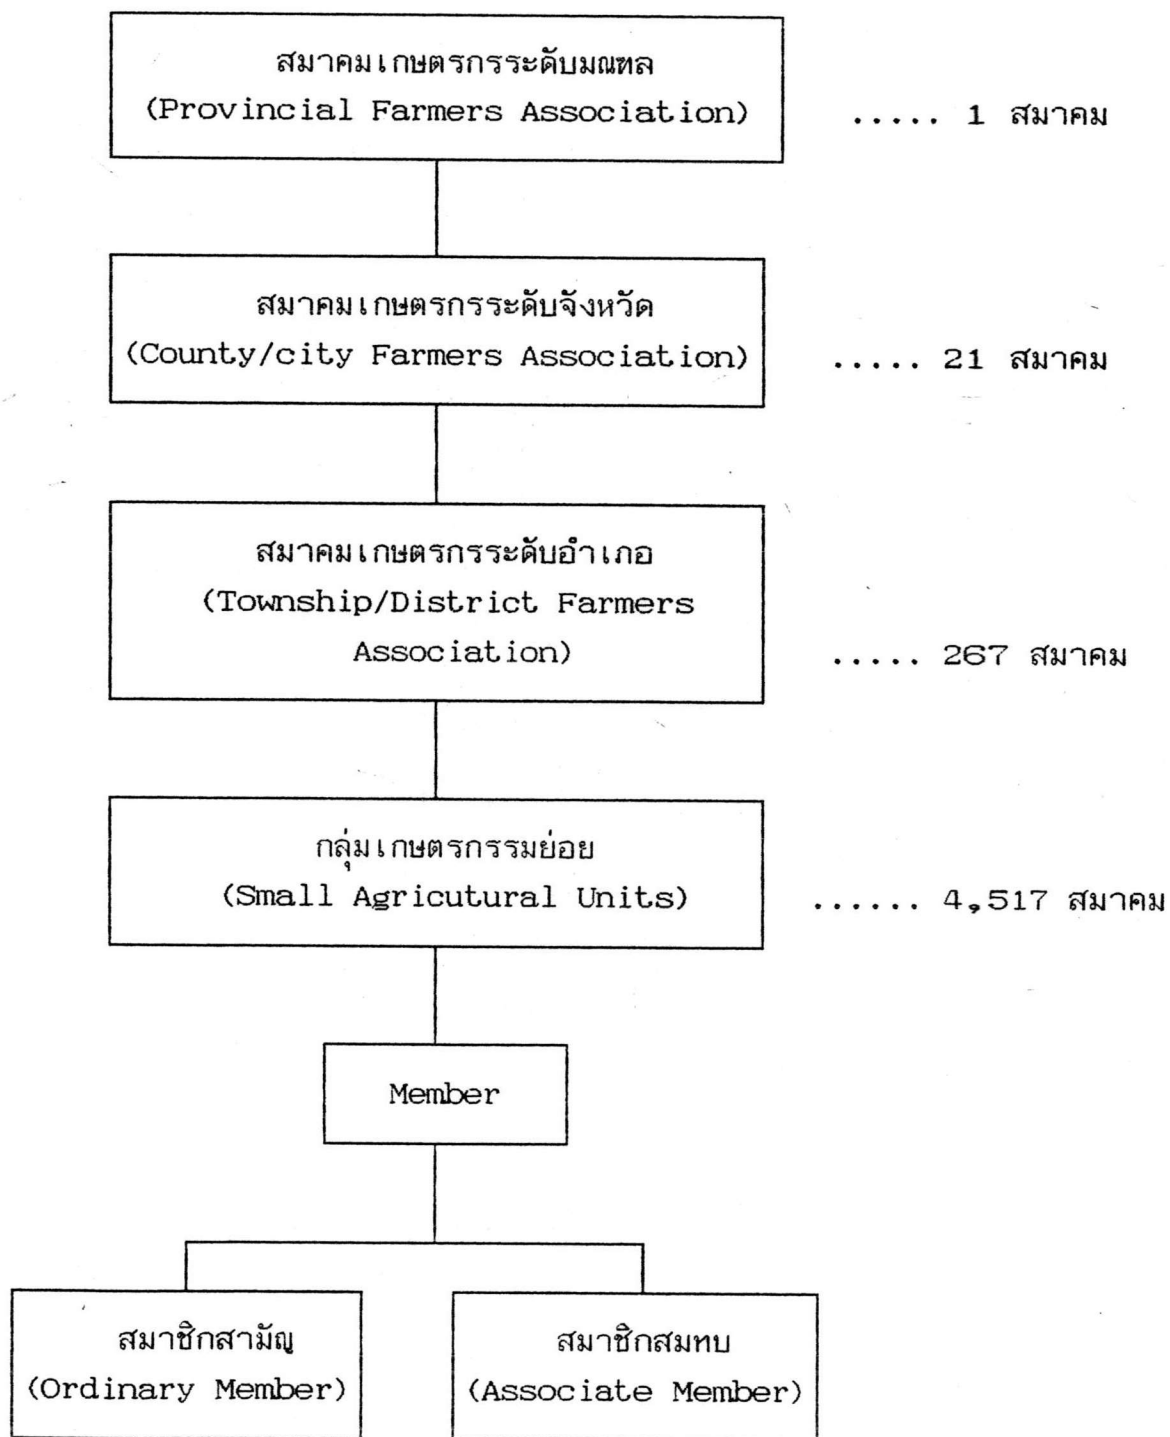 สมาคมเกษตรกรระดับมณฑล
(Provincial Farmers Association) ..... 1 สมาคม
สมาคมเกษตรกรระดับจังหวัด
(County/city Farmers Association) ..... 21 สมาคม
สมาคมเกษตรกรระดับอำเภอ
(Township/District Farmers
Association) ..... 267 สมาคม
กลุ่มเกษตรกรรมย่อย
(Small Agricutural Units) ...... 4,517 สมาคม
Member
สมาชิกสามัญ
(Ordinary Member)
สมาชิกสมทบ
(Associate Member)